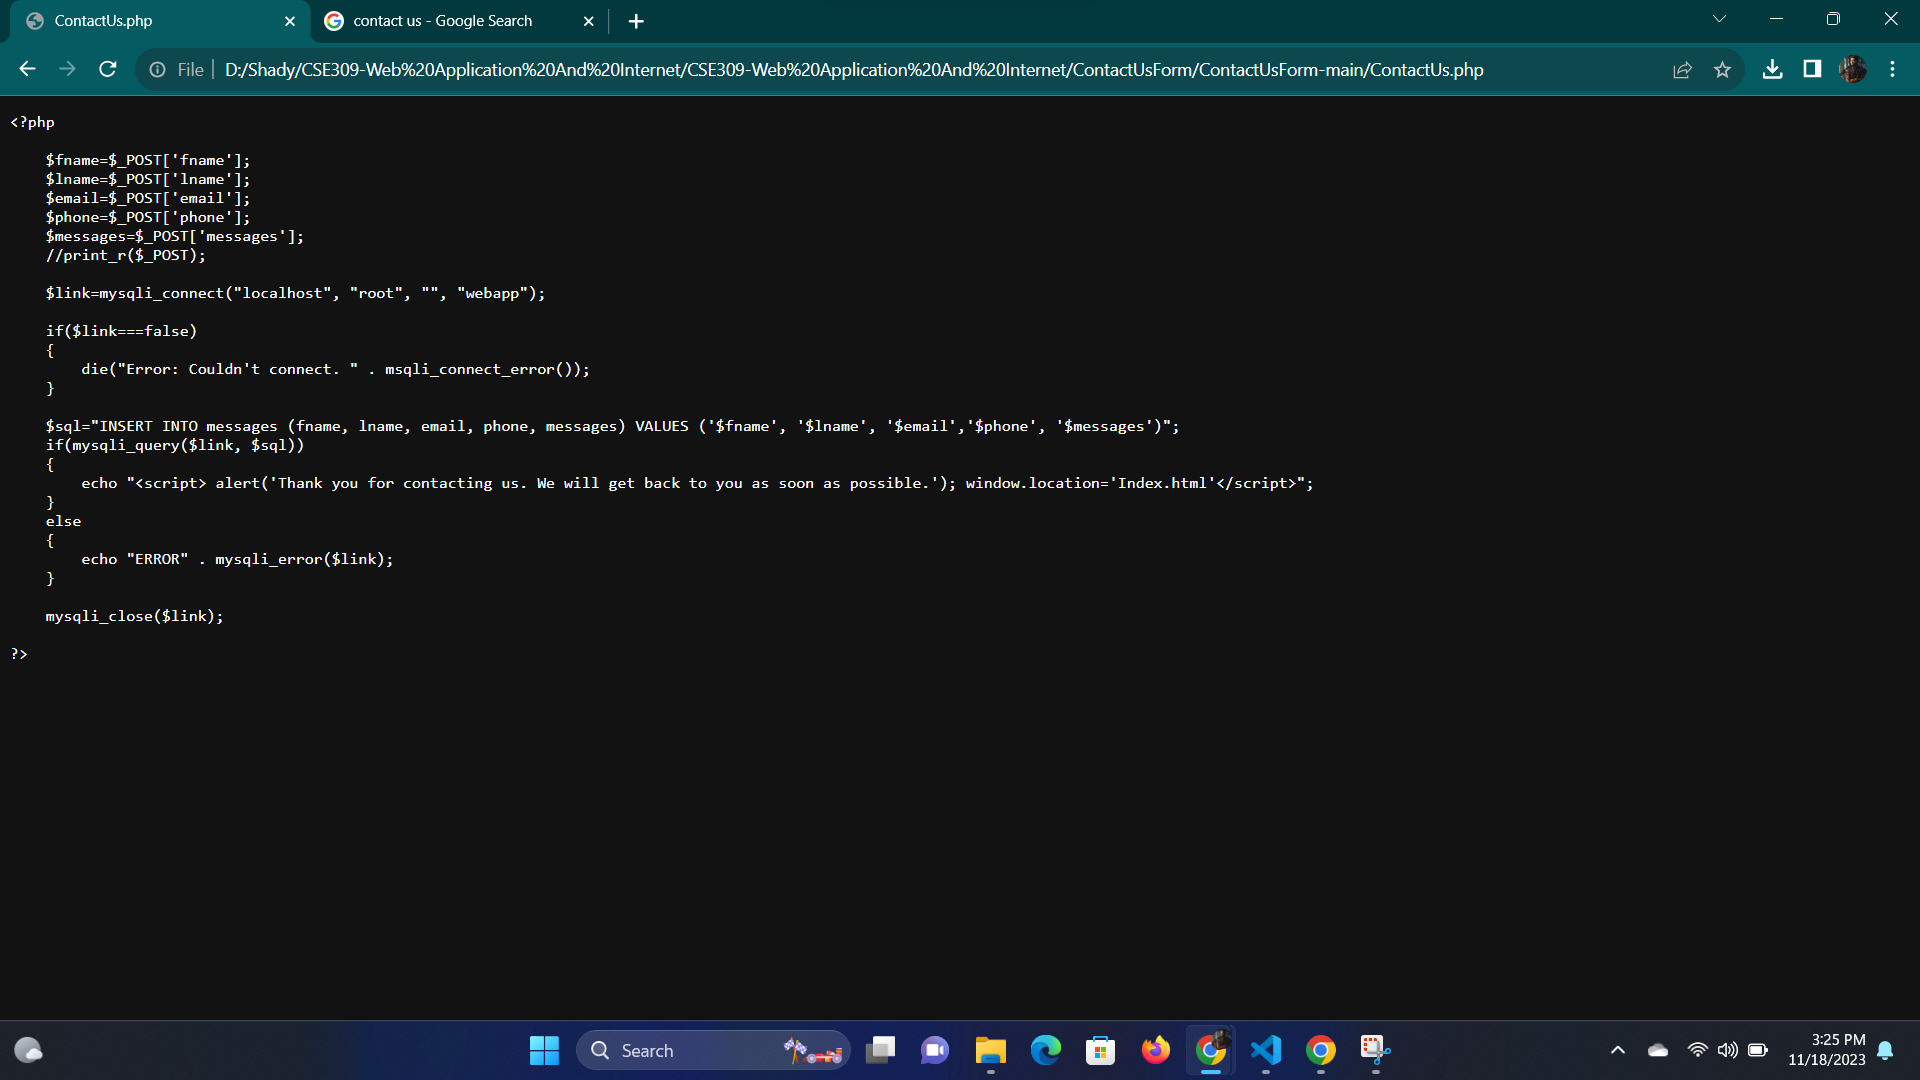 ContactUs.php
contact us - Google Search
File
D:/Shady/CSE309-Web%20Application%20And%20Internet/CSE309-Web%20Application%20And%20Internet/ContactUsForm/ContactUsForm-main/ContactUs.php
<?php
$fname=$_POST['fname'];
$lname=$_POST['lname'];
$email=$_POST['email'];
$phone=$_POST['phone'];
$messages=$_POST['messages'];
//print_r($_POST);
$link=mysqli_connect("localhost", "root", "", "webapp");
if($link===false)
{
die("Error: Couldn't connect. " . msqli_connect_error());
}
$sql="INSERT INTO messages (fname, lname, email, phone, messages) VALUES ('$fname', '$lname', '$email','$phone', '$messages')";
if(mysqli_query($link, $sql))
{
echo "<script> alert('Thank you for contacting us. We will get back to you as soon as possible.'); window.location='Index.html'</script>";
}
else
{
echo "ERROR" . mysqli_error($link);
}
mysqli_close($link);
?>
Search
3:25 PM
11/18/2023